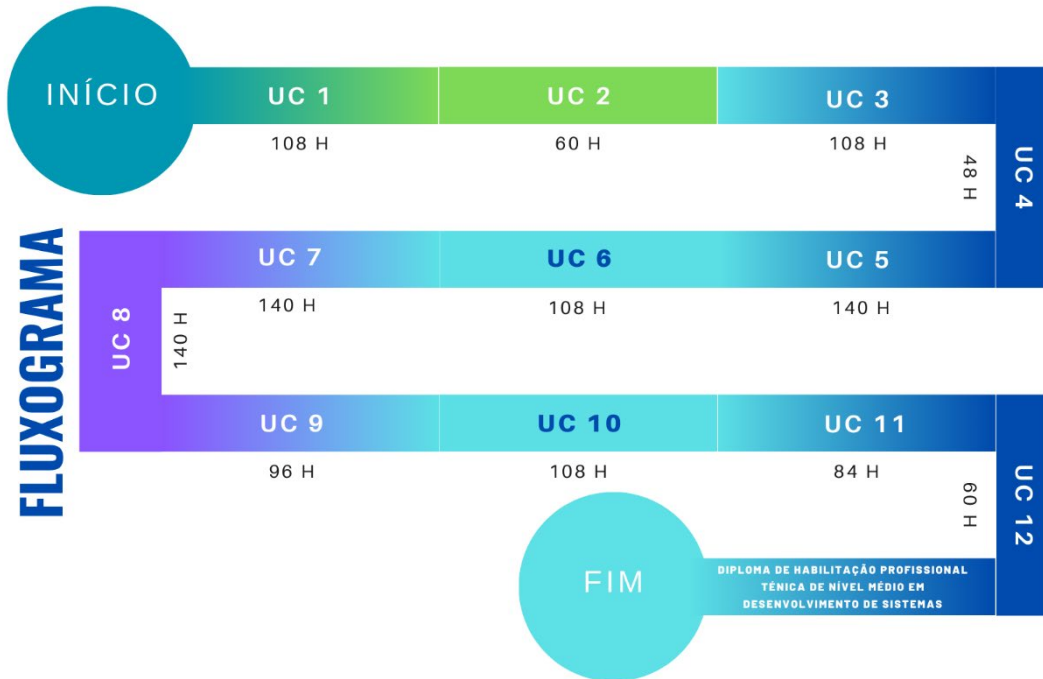 INÍCIO
UC 1
108 H
UC 2
60 H
UC 3
108 H
UC 4
48 H
UC 5
140 H
UC 6
108 H
UC 7
140 H
UC 8
140 H
FLUXOGRAMA
UC 9
96 H
UC 10
108 H
UC 11
84 H
UC 12
60 H
DIPLOMA DE HABILITAÇÃO PROFISSIONAL
TÉNICA DE NÍVEL MÉDIO EM
DESENVOLVIMENTO DE SISTEMAS
FIM